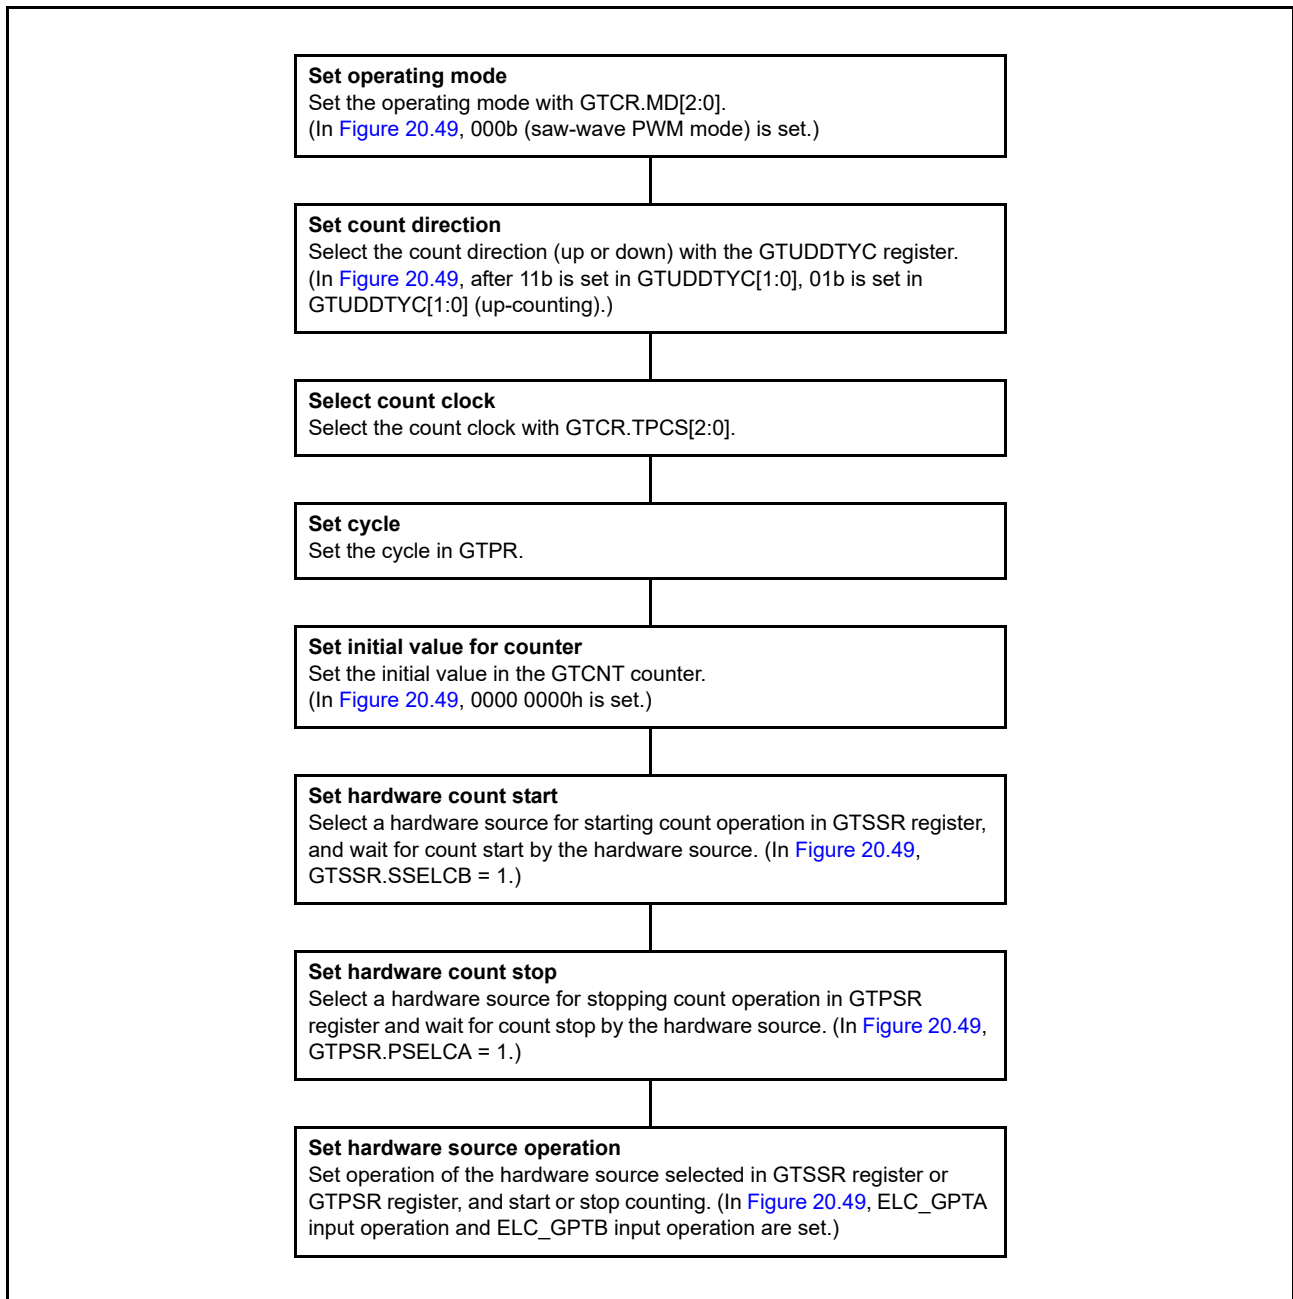 Set operating mode
Set the operating mode with GTCR.MD[2:0].
(In Figure 20.49, 000b (saw-wave PWM mode) is set.)
Set count direction
Select the count direction (up or down) with the GTUDDTYC register.
(In Figure 20.49, after 11b is set in GTUDDTYC[1:0], 01b is set in
GTUDDTYC[1:0] (up-counting).)
Select count clock
Select the count clock with GTCR.TPCS[2:0].
Set cycle
Set the cycle in GTPR.
Set initial value for counter
Set the initial value in the GTCNT counter.
(In Figure 20.49, 0000 0000h is set.)
Set hardware count start
Select a hardware source for starting count operation in GTSSR register,
and wait for count start by the hardware source. (In Figure 20.49,
GTSSR.SSELCB = 1.)
Set hardware count stop
Select a hardware source for stopping count operation in GTPSR
register and wait for count stop by the hardware source. (In Figure 20.49,
GTPSR.PSELCA = 1.)
Set hardware source operation
Set operation of the hardware source selected in GTSSR register or
GTPSR register, and start or stop counting. (In Figure 20.49, ELC_GPTA
input operation and ELC_GPTB input operation are set.)